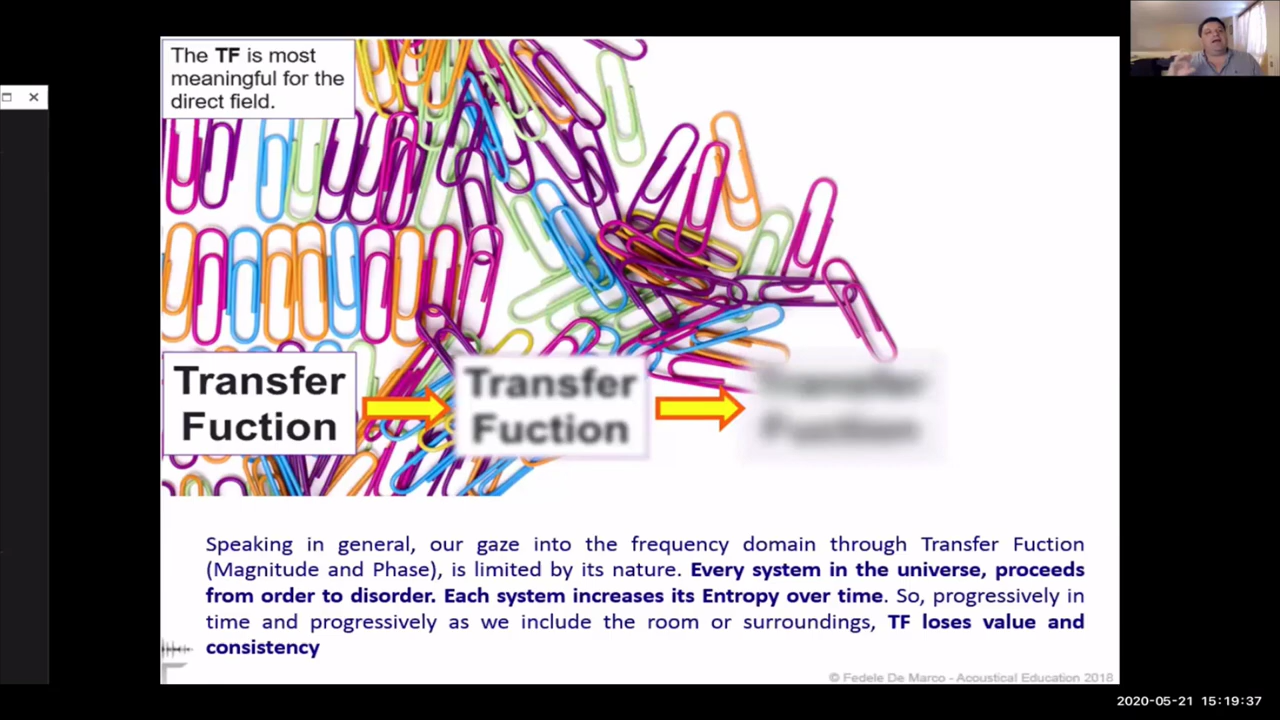 The TF is most
meaningful for the
direct field.
Transfer
Fuction
Transfer
Fuction
Transfer
Fuction
Speaking in general, our gaze into the frequency domain through Transfer Fuction
(Magnitude and Phase), is limited by its nature. Every system in the universe, proceeds
from order to disorder. Each system increases its Entropy over time. So, progressively in
time and progressively as we include the room or surroundings, TF loses value and
consistency
© Fedele De Marco - Acoustical Education 2018
2020-05-21 15:19:37